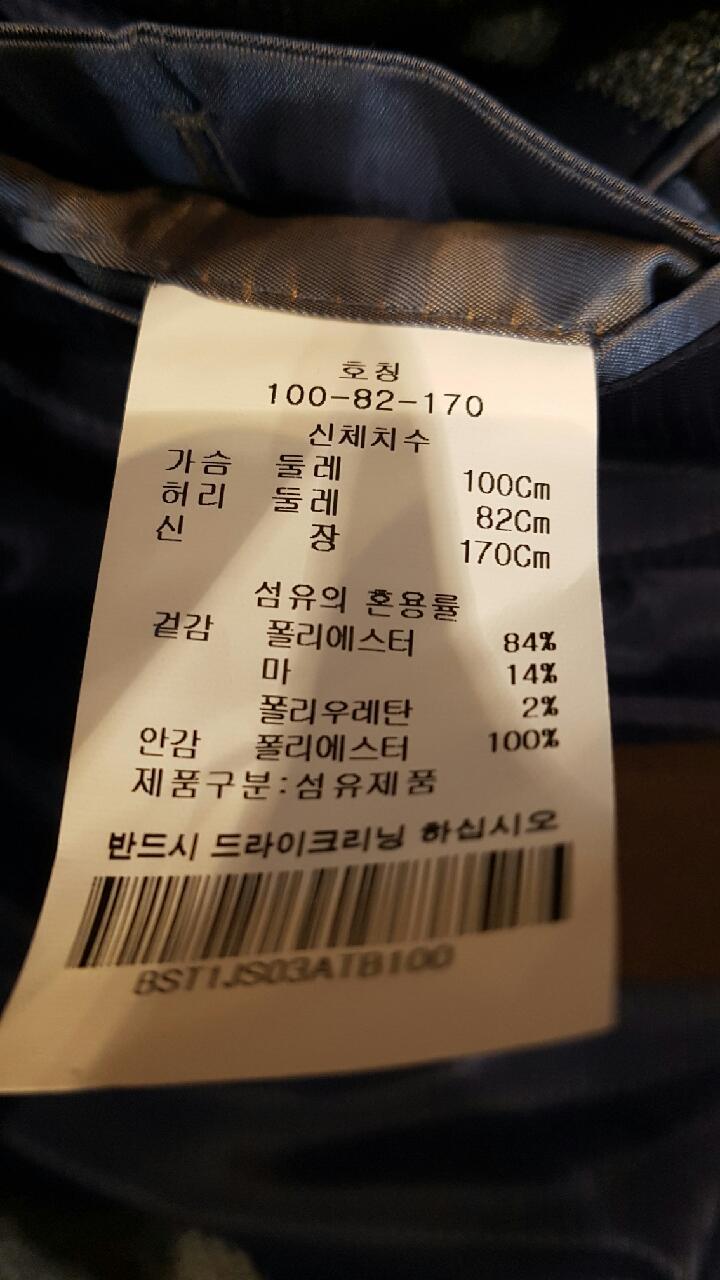 호칭
100-82-170
신체치수
가슴 둘레 100Cm
허리 둘레 82Cm
신 장 170Cm
섬유의 혼용률
겉감 폴리에스터 84%
마 14%
폴리우레탄 2%
안감 폴리에스터 100%
제품구분:섬유제품
반드시 드라이크리닝 하십시오
BST1JS03ATB100